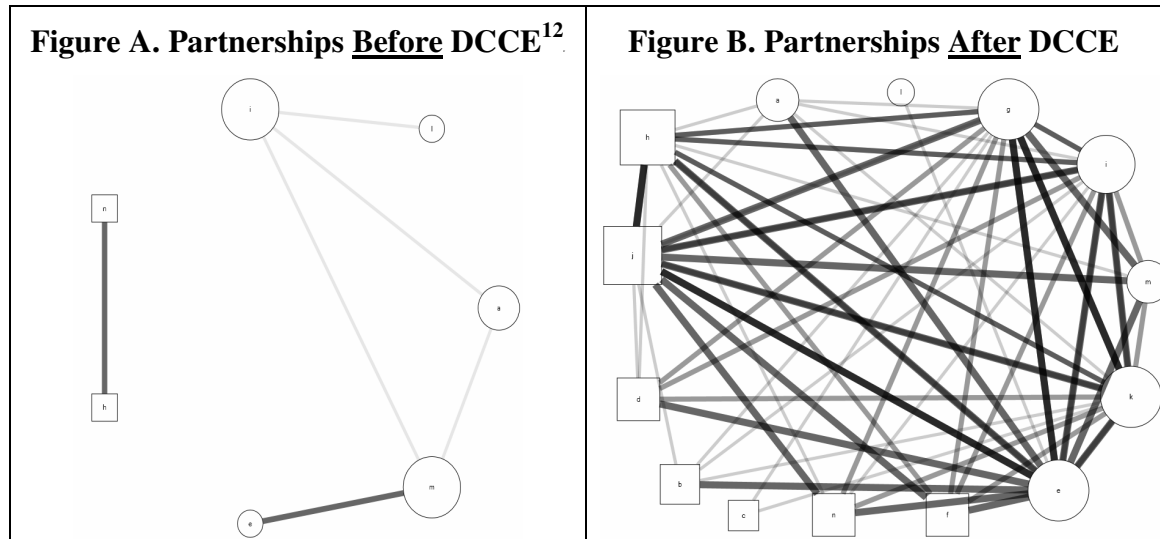 Figure A. Partnerships Before DCCE12
i
l
n
a
h
m
e
Figure B. Partnerships After DCCE
a
l
g
h
i
j
m
d
k
b
e
c
n
f